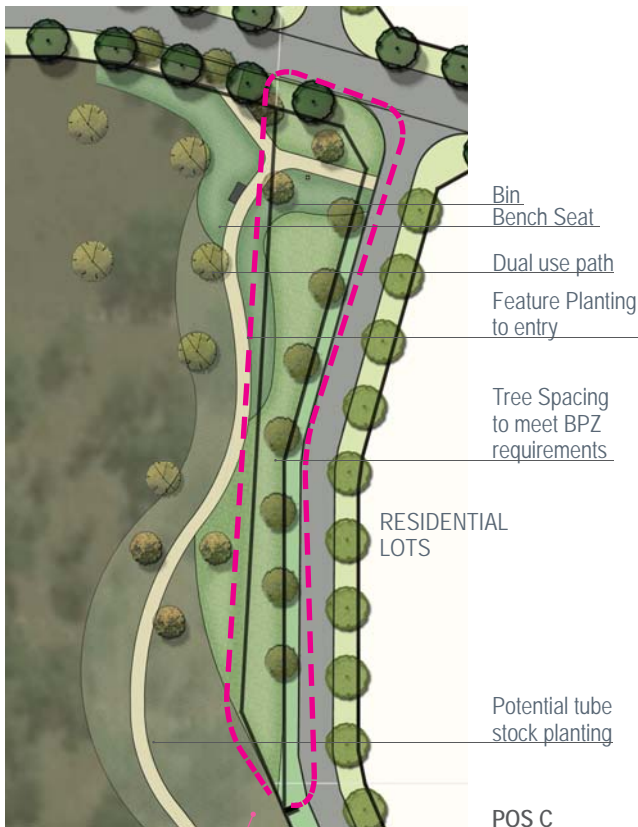 Bin
Bench Seat
Dual use path
Feature Planting
to entry
Tree Spacing
to meet BPZ
requirements
RESIDENTIAL
LOTS
Potential tube
stock planting
POS C